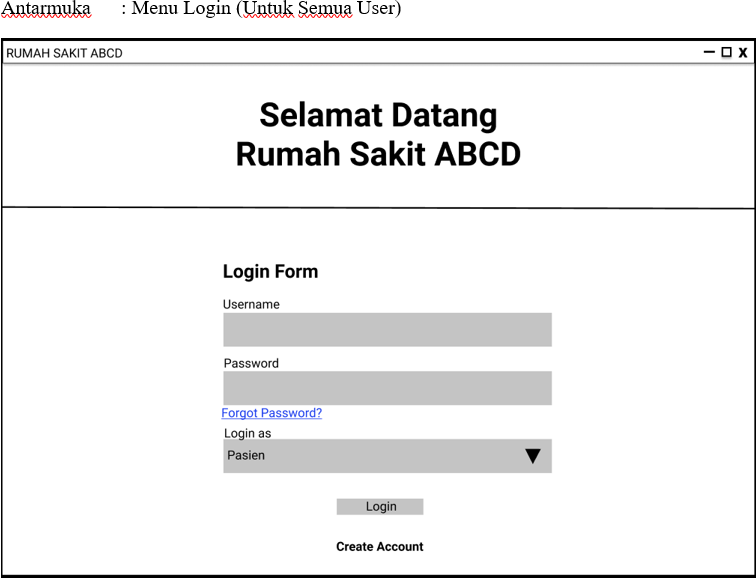 Antarmuka : Menu Login (Untuk Semua User)
RUMAH SAKIT ABCD
Selamat Datang
Rumah Sakit ABCD
Login Form
Username
Password
Forgot Password?
Login as
Pasien
Login
Create Account